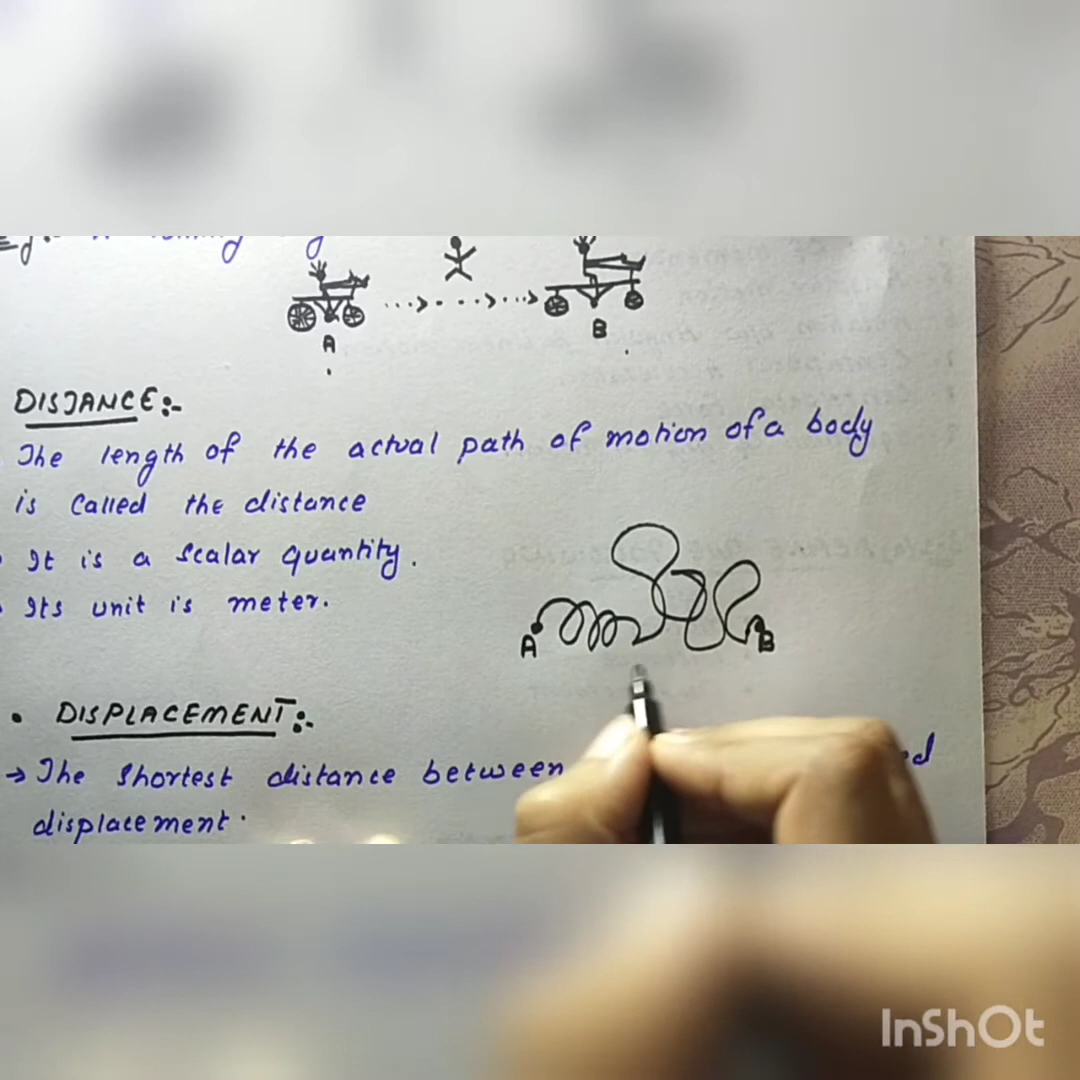 A
B
DISTANCE:-
The length of the actual path of motion of a body
is called the distance
It is a scalar quantity.
Its unit is meter.
A
B
• DISPLACEMENT:-
→ The shortest distance between
displacement.
InShOt